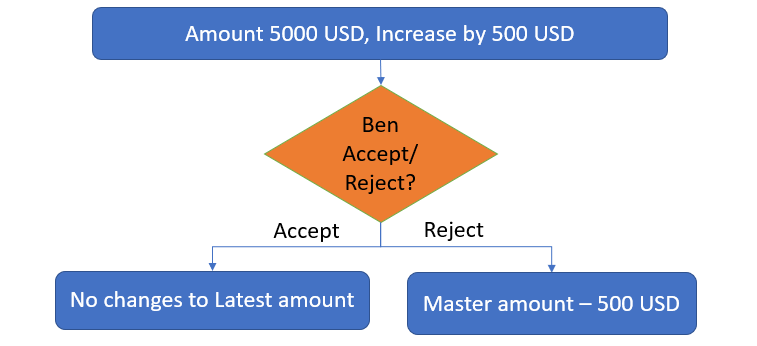 Amount 5000 USD, Increase by 500 USD
Ben
Accept/
Reject?
Accept
Reject
No changes to Latest amount
Master amount – 500 USD